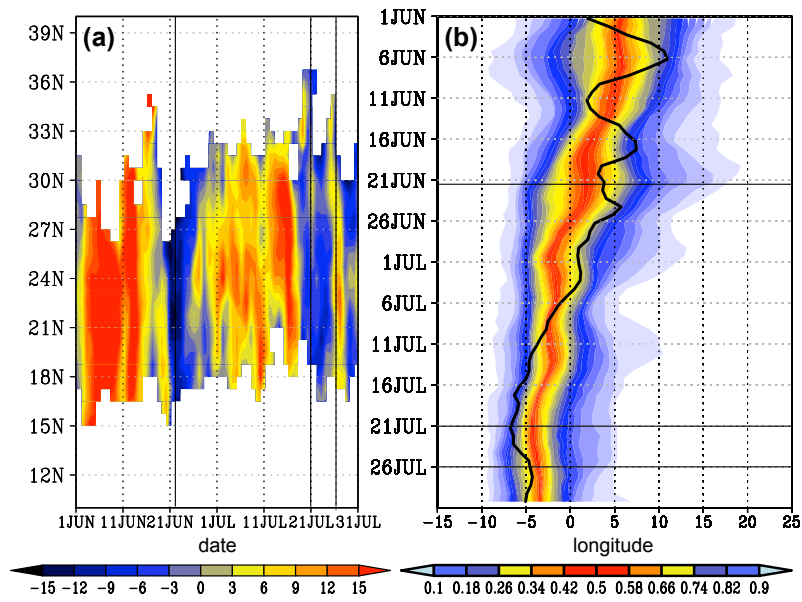 (a)
39N
36N
33N
30N
27N
24N
21N
18N
15N
12N
1JUN 11JUN 21JUN 1JUL 11JUL 21JUL 31JUL
date
−15 −12 −9 −6 −3 0 3 6 9 12 15
(b)
1JUN
6JUN
11JUN
16JUN
21JUN
26JUN
1JUL
6JUL
11JUL
16JUL
21JUL
26JUL
−15 −10 −5 0 5 10 15 20 25
longitude
0.1 0.18 0.26 0.34 0.42 0.5 0.58 0.66 0.74 0.82 0.9